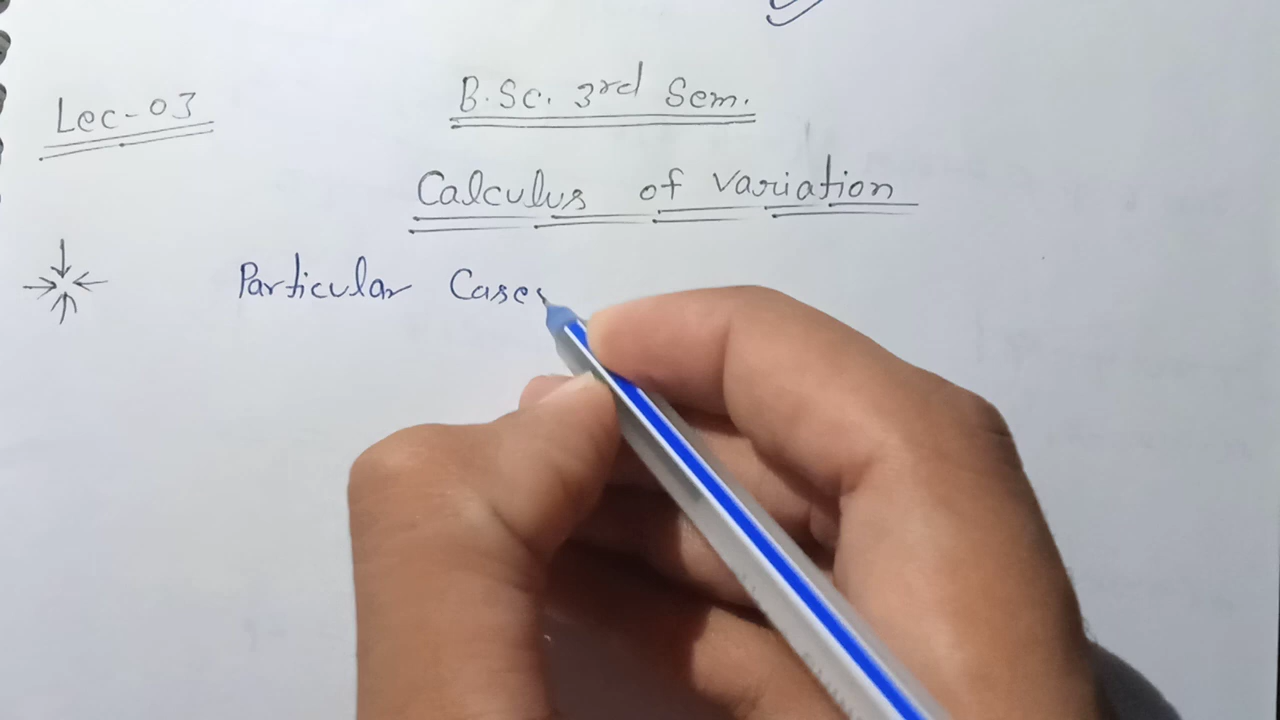 Lec-03
B.Sc. 3rd Sem.
Calculus of variation
Particular Cases